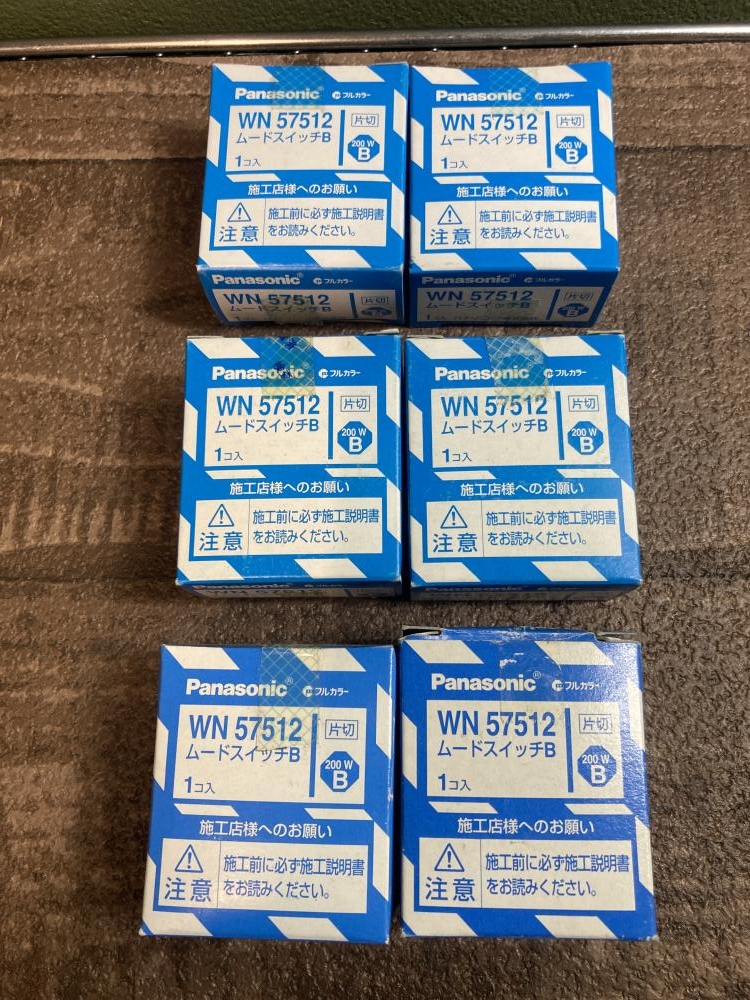 Panasonic® フルカラー
WN 57512 片切
ムードスイッチB 200 W
1コ入 B
施工店様へのお願い
注意 施工前に必ず施工説明書
をお読みください。
Panasonic® フルカラー
WN 57512 片切
ムードスイッチB
Panasonic® フルカラー
WN 57512 片切
ムードスイッチB 200 W
1コ入 B
施工店様へのお願い
注意 施工前に必ず施工説明書
をお読みください。
Panasonic® フルカラー
WN 57512 片切
ムードスイッチB
Panasonic フルカラー
WN 57512 片切
ムードスイッチB 200 W
1コ入 B
施工店様へのお願い
注意 施工前に必ず施工説明書
をお読みください。
Panasonic フルカラー
WN 57512 片切
ムードスイッチB 200 W
1コ入 B
施工店様へのお願い
注意 施工前に必ず施工説明書
をお読みください。
Panasonic® フルカラー
WN 57512 片切
ムードスイッチB 200 W
1コ入 B
施工店様へのお願い
注意 施工前に必ず施工説明書
をお読みください。
Panasonic® フルカラー
WN 57512 片切
ムードスイッチB 200 W
1コ入 B
施工店様へのお願い
注意 施工前に必ず施工説明書
をお読みください。